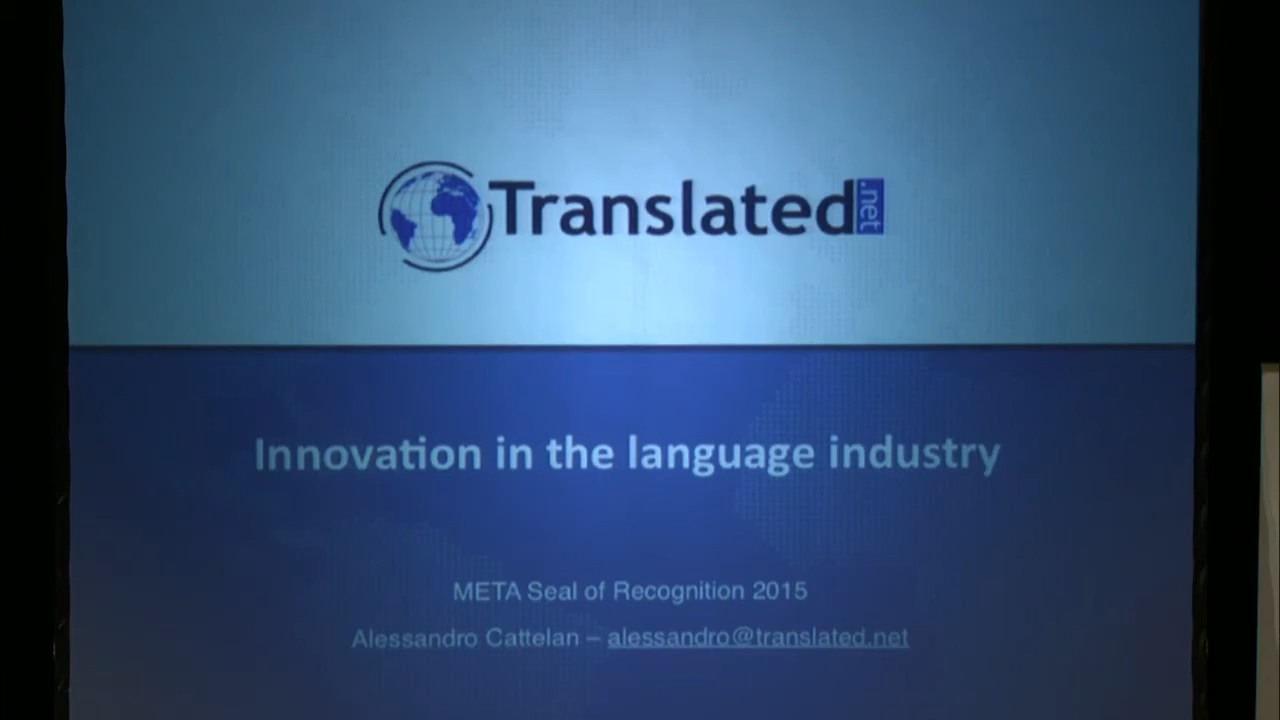 Translated.net
Innovation in the language industry
META Seal of Recognition 2015
Alessandro Cattelan – alessandro@translated.net